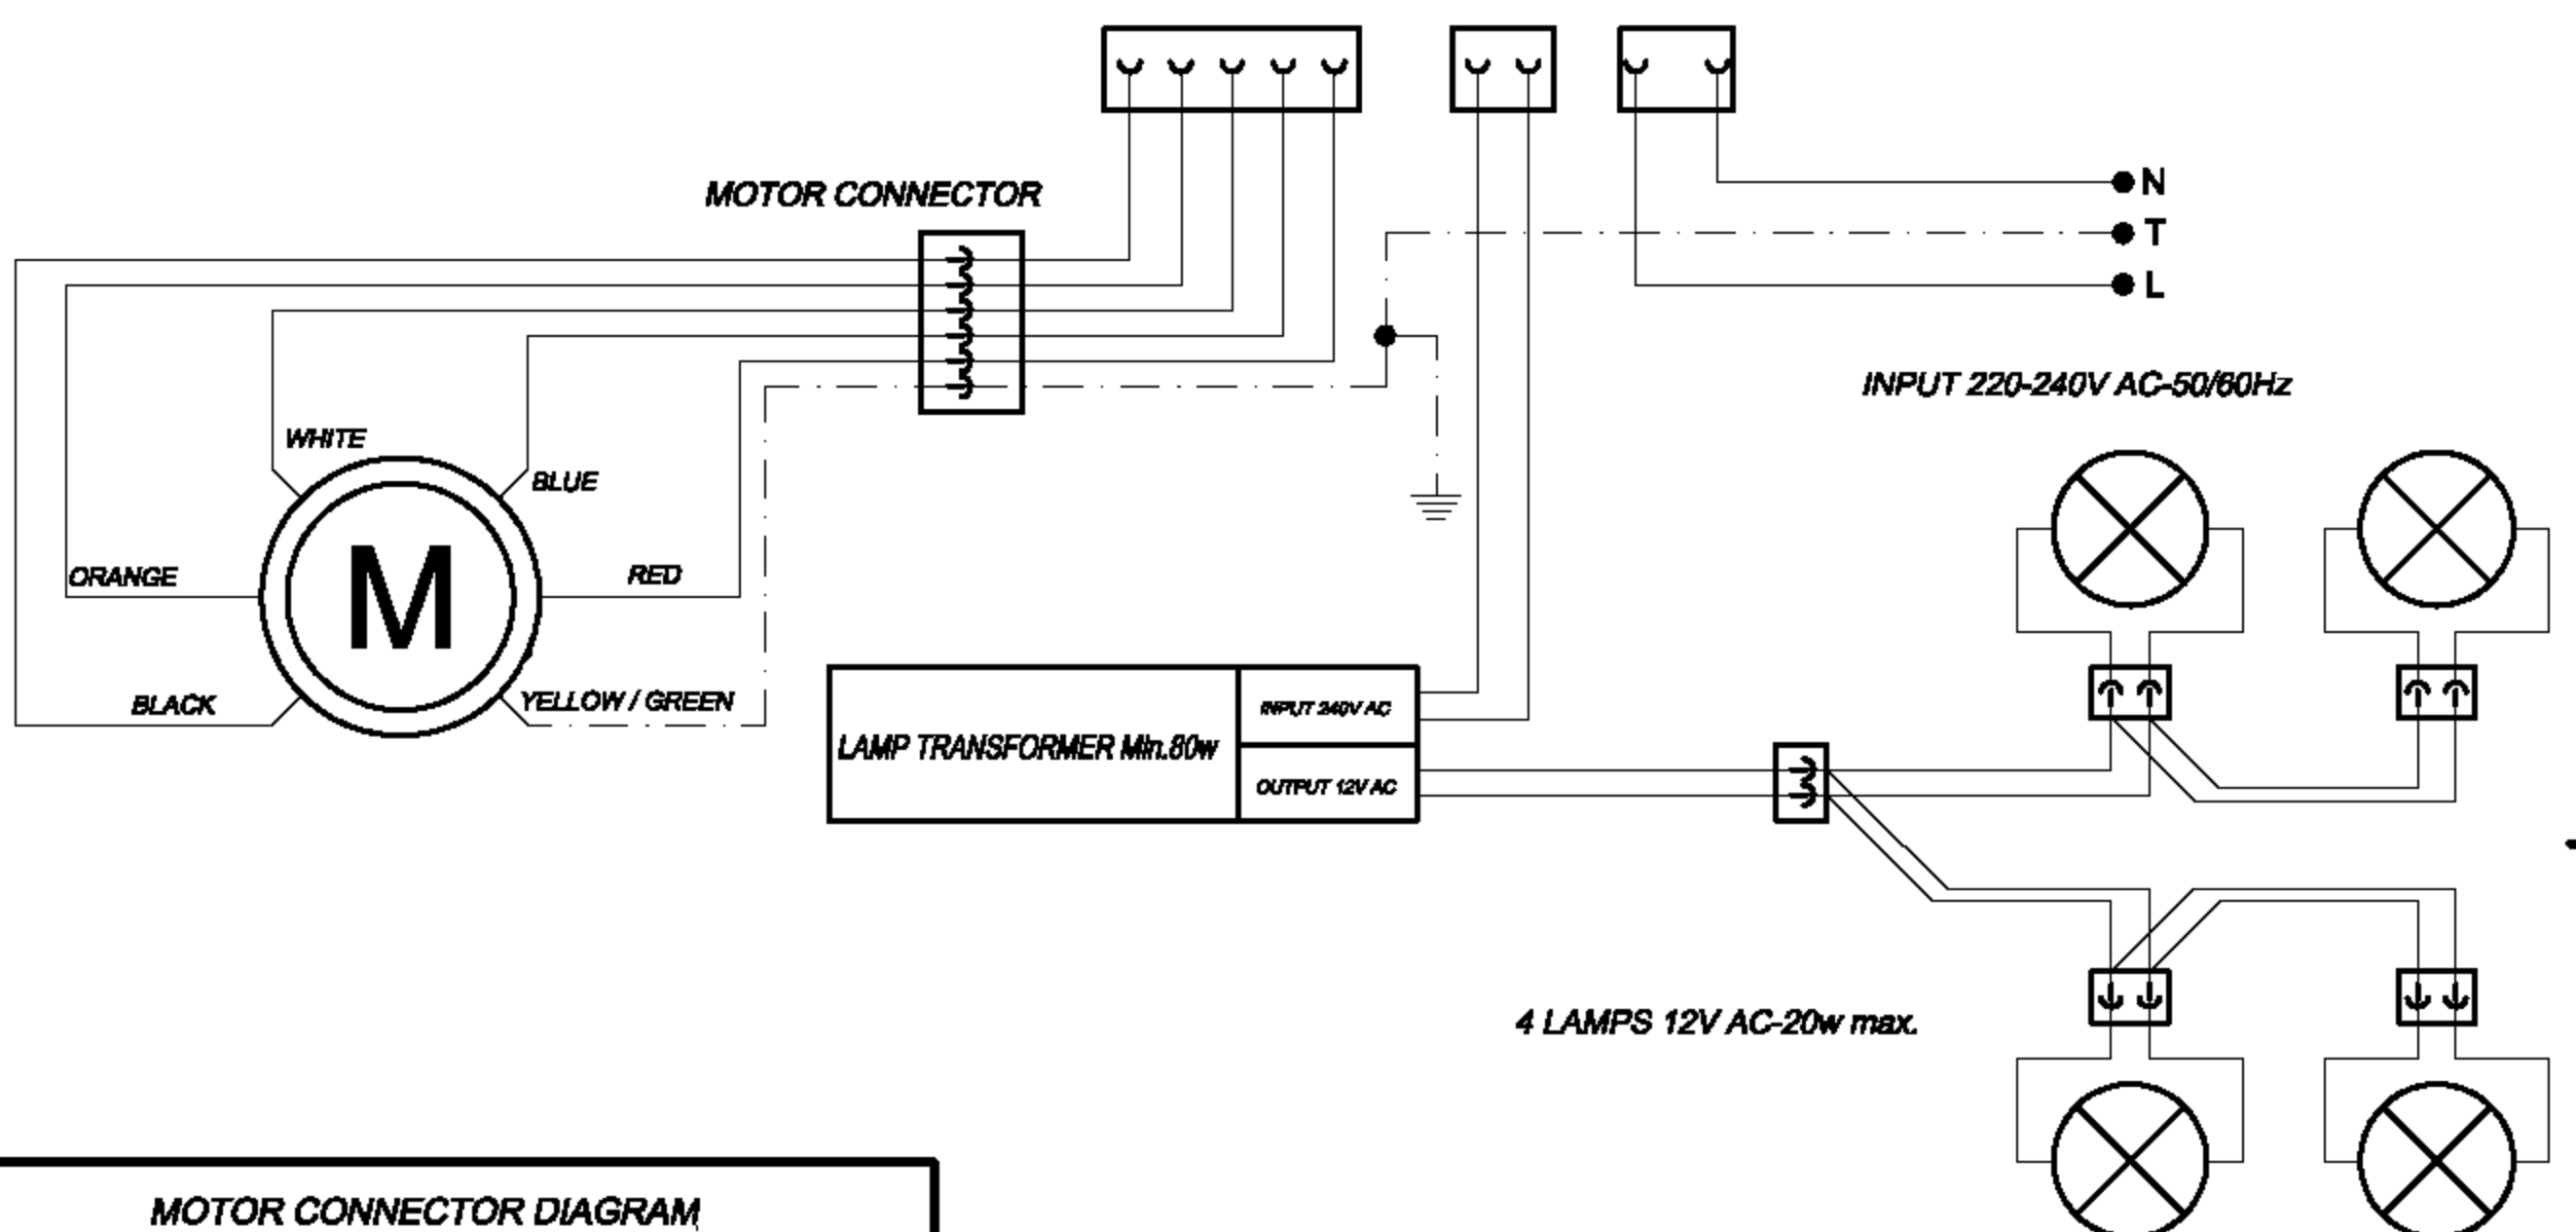 MOTOR CONNECTOR
N
T
L
INPUT 220-240V AC-50/60Hz
WHITE
BLUE
ORANGE
RED
M
BLACK
YELLOW / GREEN
LAMP TRANSFORMER Min.80w
INPUT 240V AC
OUTPUT 12V AC
4 LAMPS 12V AC-20w max.
MOTOR CONNECTOR DIAGRAM